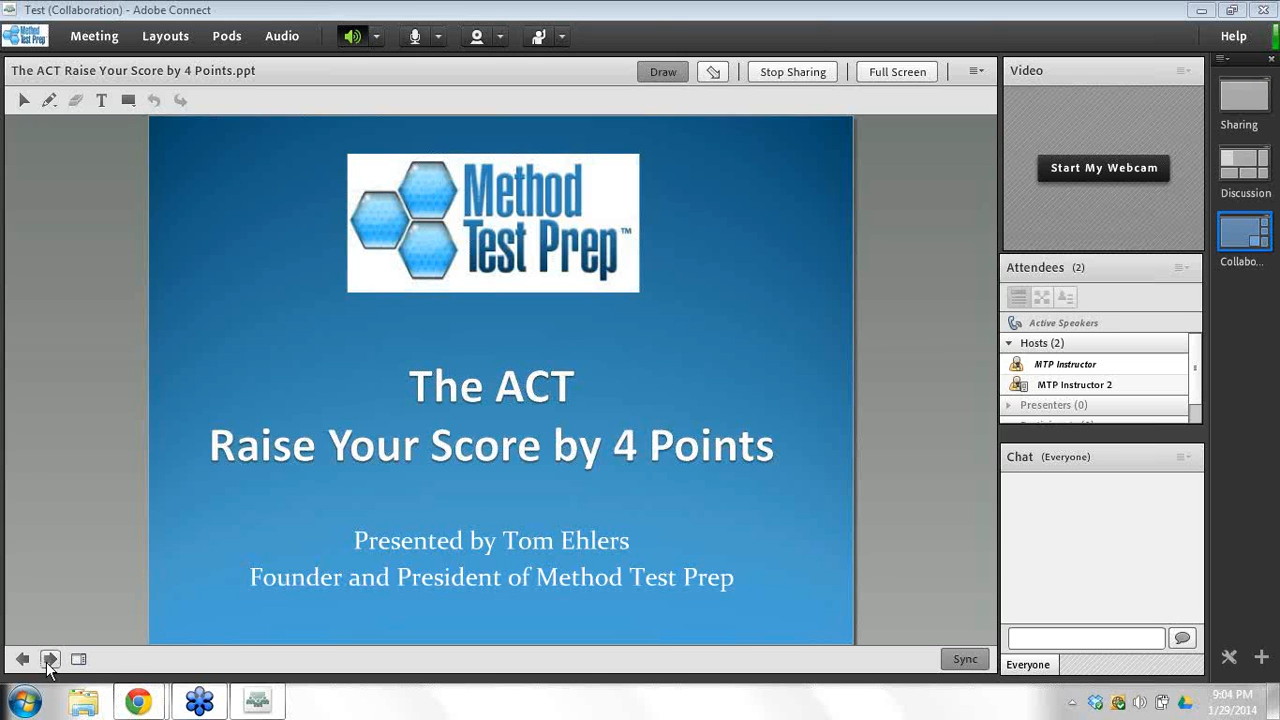 Test (Collaboration) - Adobe Connect
Method Test Prep
Meeting
Layouts
Pods
Audio
Help
The ACT Raise Your Score by 4 Points.ppt
Draw
Stop Sharing
Full Screen
T
Method
Test Prep™
The ACT
Raise Your Score by 4 Points
Presented by Tom Ehlers
Founder and President of Method Test Prep
Sync
Video
Start My Webcam
Attendees (2)
Active Speakers
Hosts (2)
MTP Instructor
MTP Instructor 2
Presenters (0)
Chat (Everyone)
Everyone
Sharing
Discussion
Collabo...
9:04 PM
1/29/2014